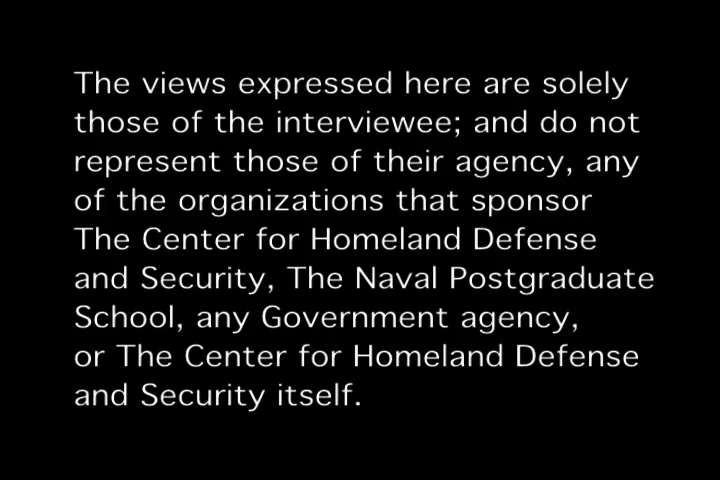 The views expressed here are solely
those of the interviewee; and do not
represent those of their agency, any
of the organizations that sponsor
The Center for Homeland Defense
and Security, The Naval Postgraduate
School, any Government agency,
or The Center for Homeland Defense
and Security itself.